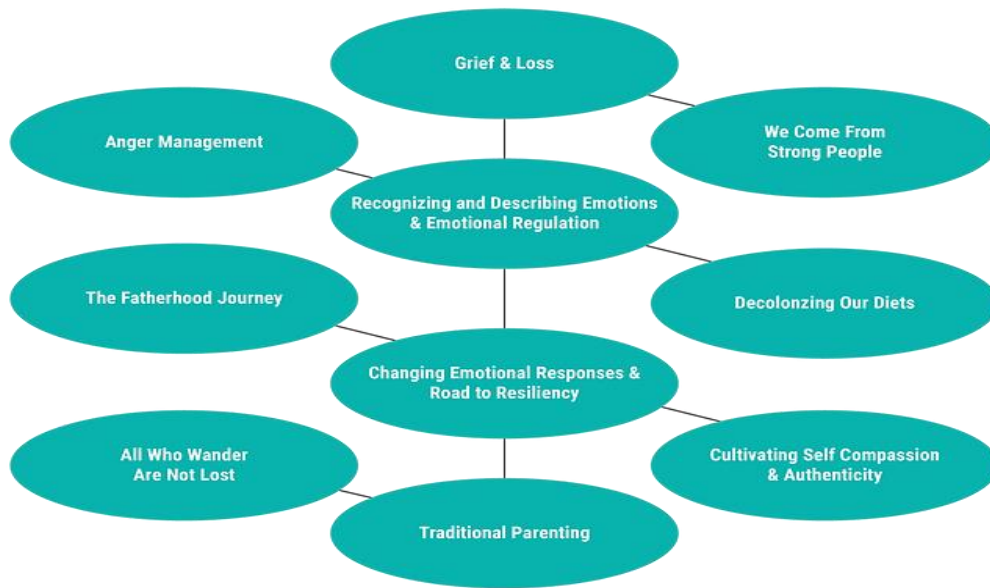 Grief & Loss
Anger Management
We Come From
Strong People
Recognizing and Describing Emotions
& Emotional Regulation
The Fatherhood Journey
Decolonzing Our Diets
Changing Emotional Responses &
Road to Resiliency
All Who Wander
Are Not Lost
Cultivating Self Compassion
& Authenticity
Traditional Parenting